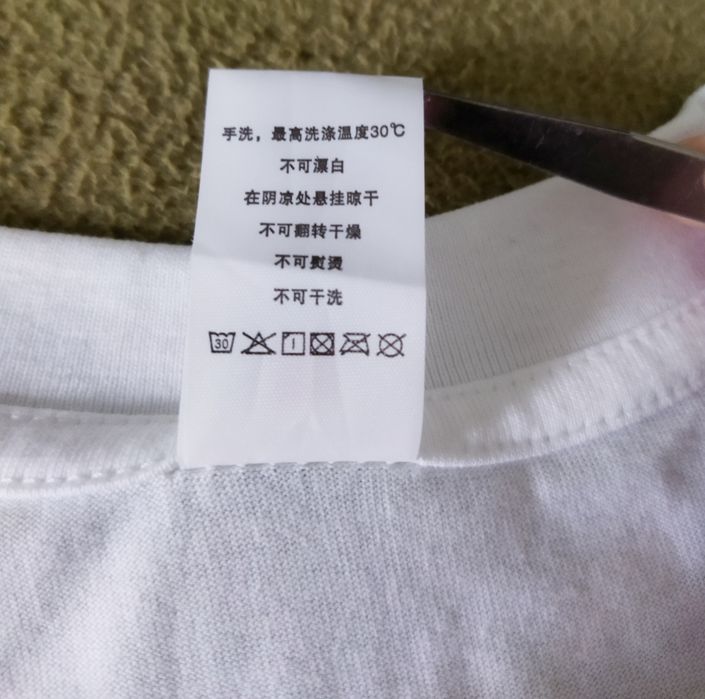 手洗，最高洗涤温度30℃
不可漂白
在阴凉处悬挂晾干
不可翻转干燥
不可熨烫
不可干洗
30